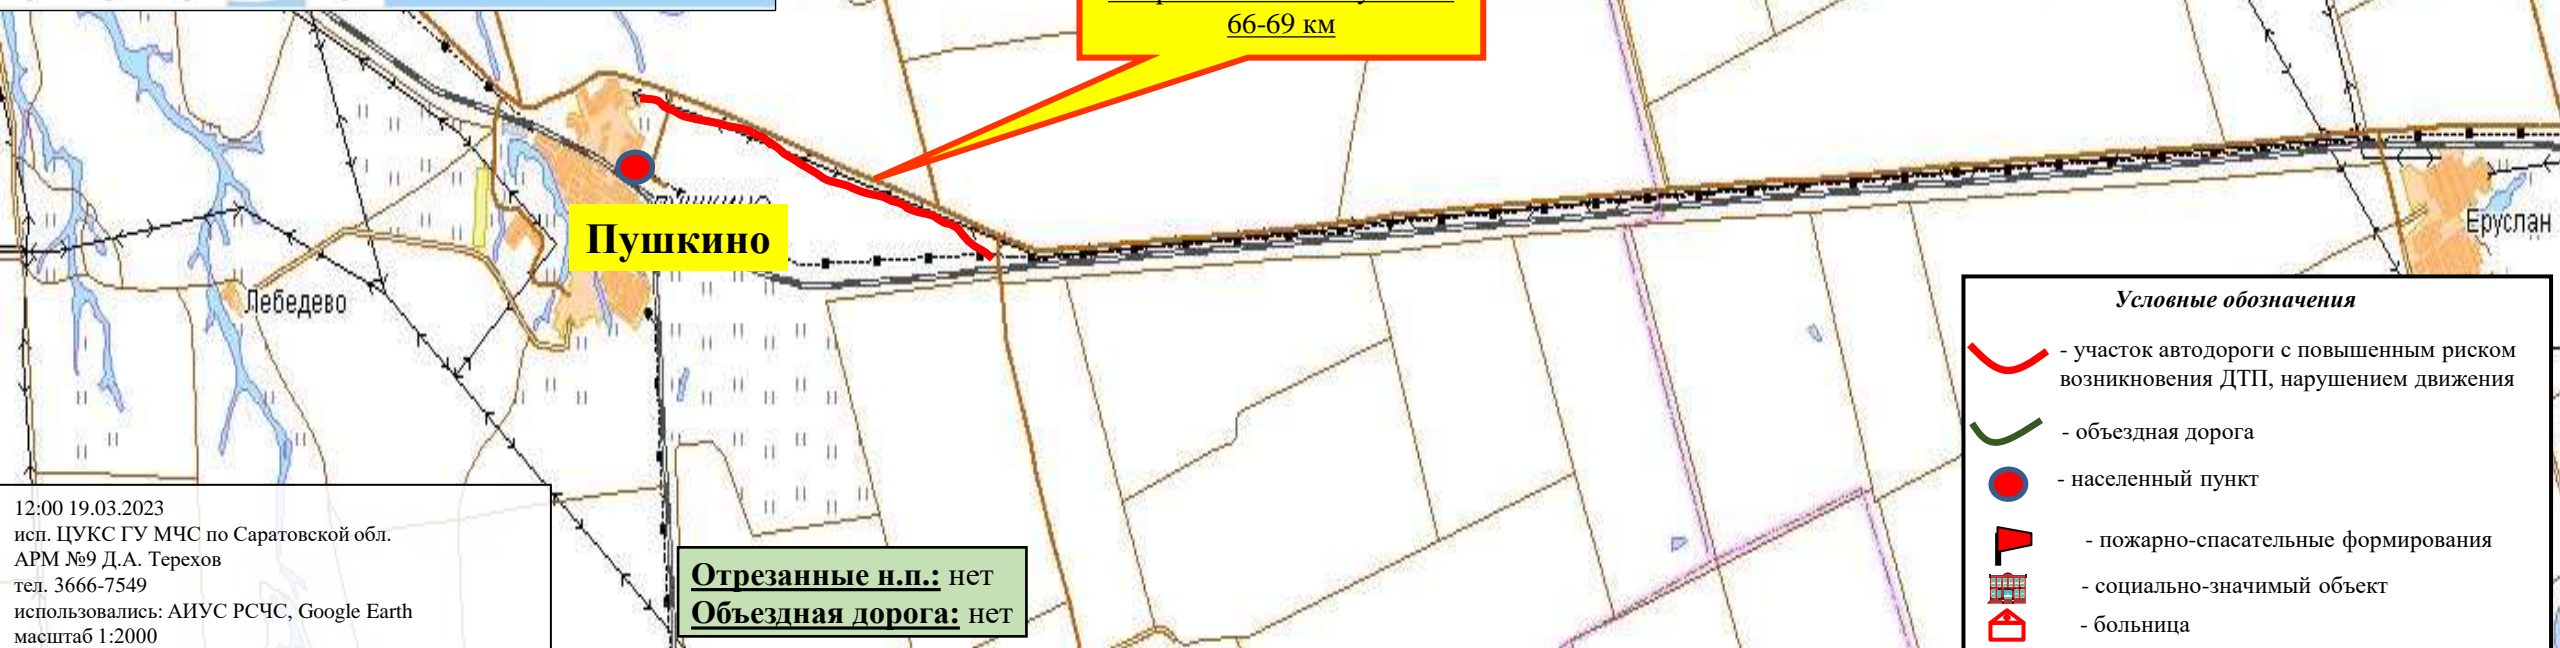 66-69 км
Пушкино
Лебедево
Еруслан
Условные обозначения
- участок автодороги с повышенным риском
возникновения ДТП, нарушением движения
- объездная дорога
- населенный пункт
- пожарно-спасательные формирования
- социально-значимый объект
- больница
12:00 19.03.2023
исп. ЦУКС ГУ МЧС по Саратовской обл.
АРМ №9 Д.А. Терехов
тел. 3666-7549
использовались: АИУС РСЧС, Google Earth
масштаб 1:2000
Отрезанные н.п.: нет
Объездная дорога: нет